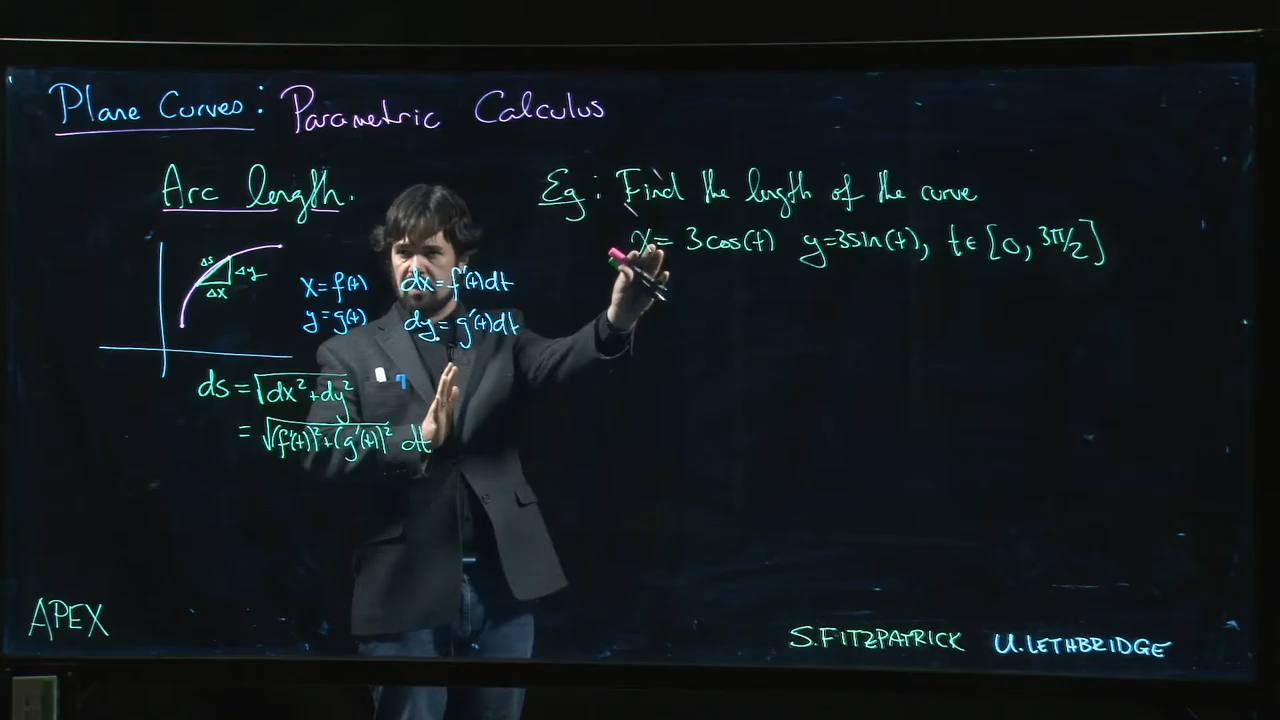 Plane Curves: Parametric Calculus
Arc length.
Δs
Δy
Δx
x=f(t) dx=f'(t)dt
y=g(t) dy=g'(t)dt
ds = √(dx²+dy²)
= √((f'(t))²+(g'(t))²) dt
Eg: Find the length of the curve
x = 3cos(t) y=3sin(t), t∈[0, 3π/2]
APEX
S.FITZPATRICK U.LETHBRIDGE